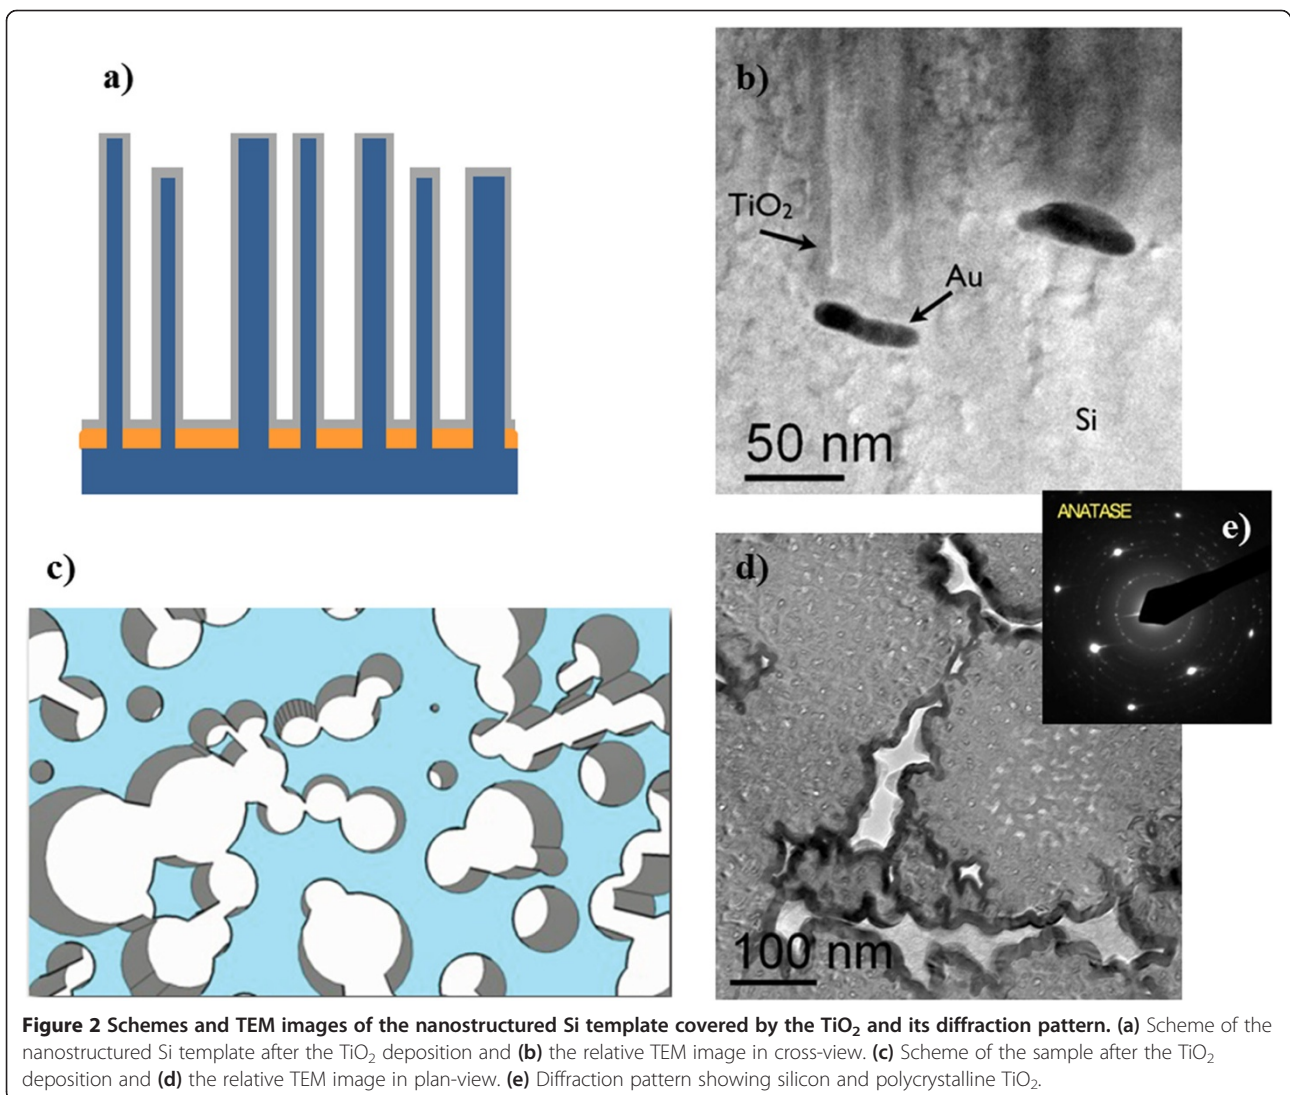 a)
b)
TiO₂
Au
Si
50 nm
c)
d)
ANATASE
e)
100 nm
Figure 2 Schemes and TEM images of the nanostructured Si template covered by the TiO₂ and its diffraction pattern. (a) Scheme of the
nanostructured Si template after the TiO₂ deposition and (b) the relative TEM image in cross-view. (c) Scheme of the sample after the TiO₂
deposition and (d) the relative TEM image in plan-view. (e) Diffraction pattern showing silicon and polycrystalline TiO₂.